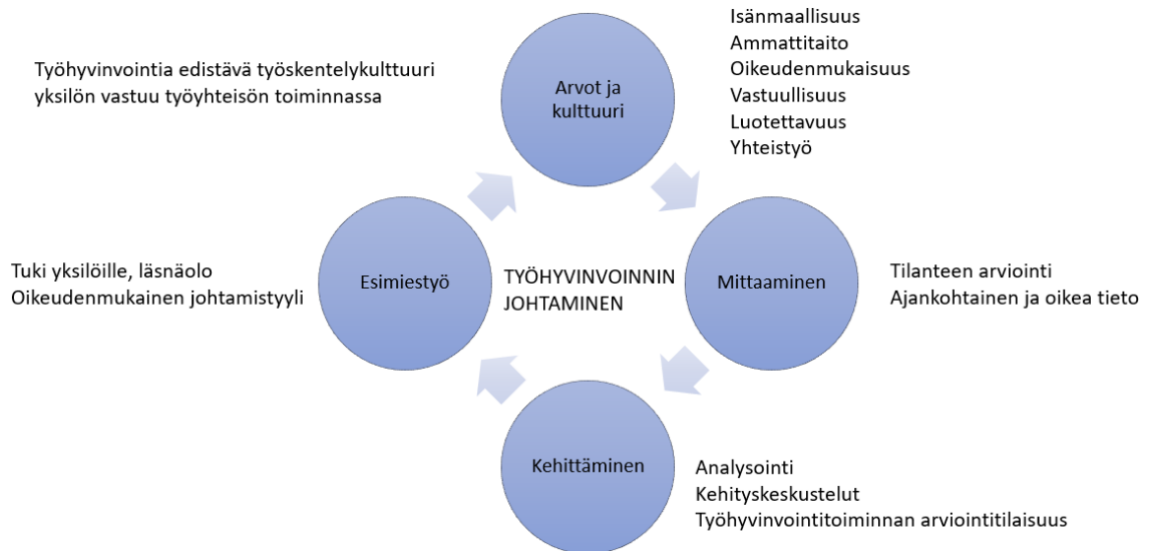 Isänmaallisuus
Ammattitaito
Oikeudenmukaisuus
Vastuullisuus
Luotettavuus
Yhteistyö
Työhyvinvointia edistävä työskentelykulttuuri
yksilön vastuu työyhteisön toiminnassa
Arvot ja
kulttuuri
Tuki yksilöille, läsnäolo
Oikeudenmukainen johtamistyyli
Esimiestyö
TYÖHYVINVOINNIN
JOHTAMINEN
Mittaaminen
Tilanteen arviointi
Ajankohtainen ja oikea tieto
Kehittäminen
Analysointi
Kehityskeskustelut
Työhyvinvointitoiminnan arviointitilaisuus